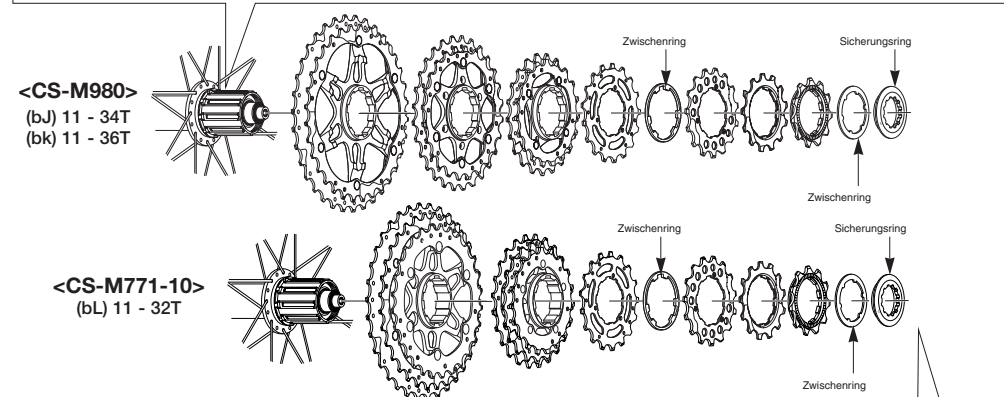 Zwischenring
Sicherungsring
<CS-M980>
(bJ) 11 - 34T
(bk) 11 - 36T
Zwischenring
Zwischenring
Sicherungsring
<CS-M771-10>
(bL) 11 - 32T
Zwischenring